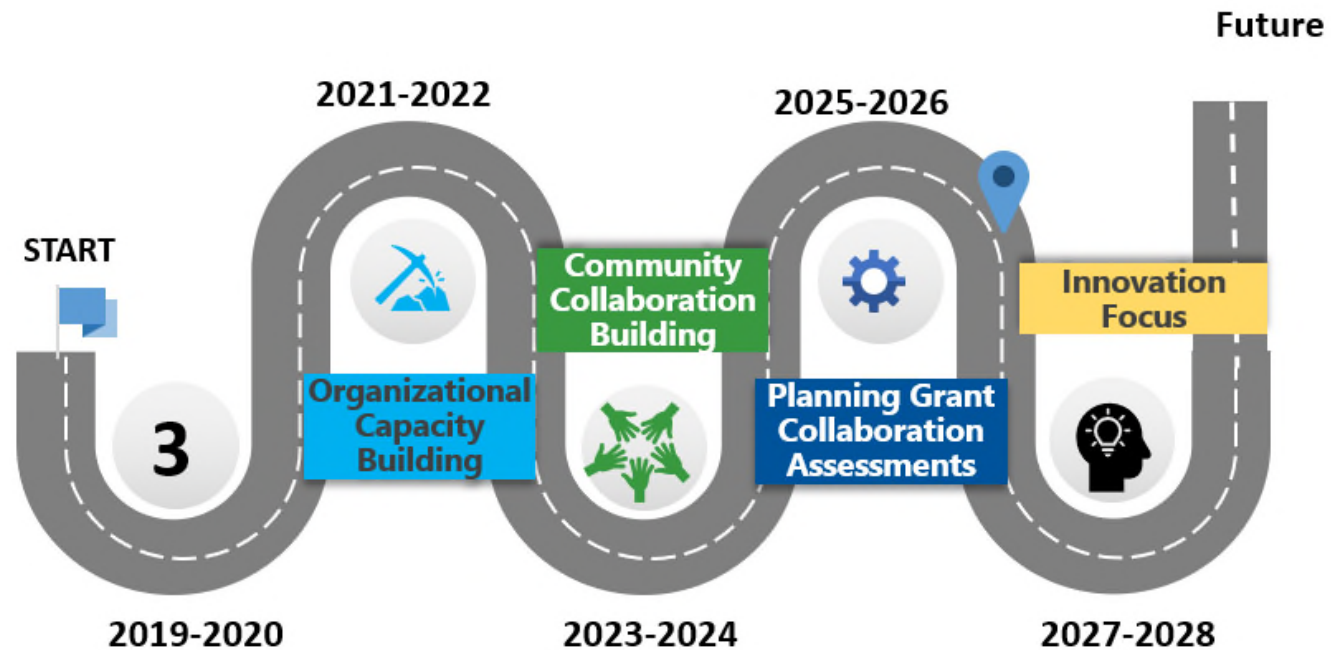 Future
2021-2022
2025-2026
START
Community
Collaboration
Building
Innovation
Focus
Organizational
Capacity
Building
Planning Grant
Collaboration
Assessments
3
2019-2020
2023-2024
2027-2028